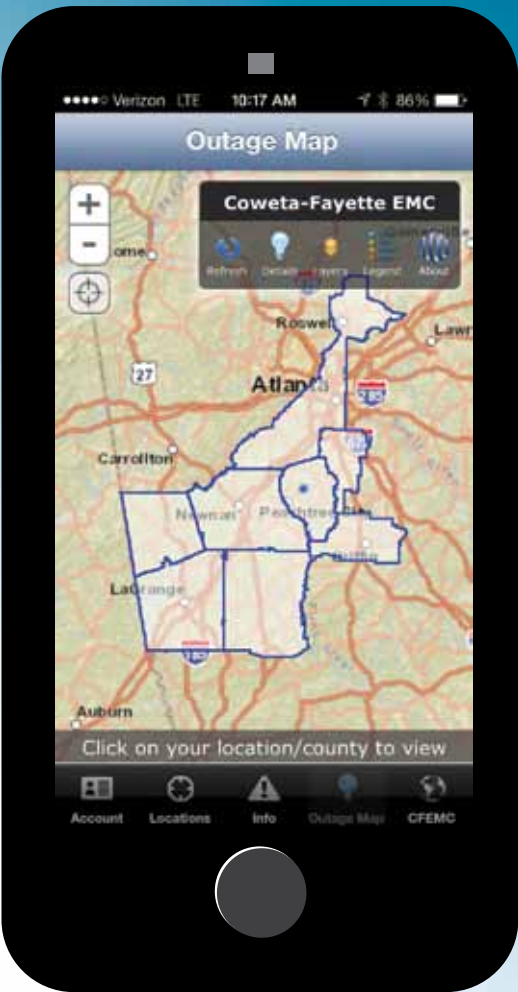 Verizon LTE 10:17 AM 86%
Outage Map
+
Coweta-Fayette EMC
-
ome
Refresh Details Layers Legend About
Roswell
Lawr
27
Atlanta
Carrollton
Newnan Peachtree City
Griffin
LaGrange
185
Auburn
Click on your location/county to view
Account Locations Info Outage Map CFEMC